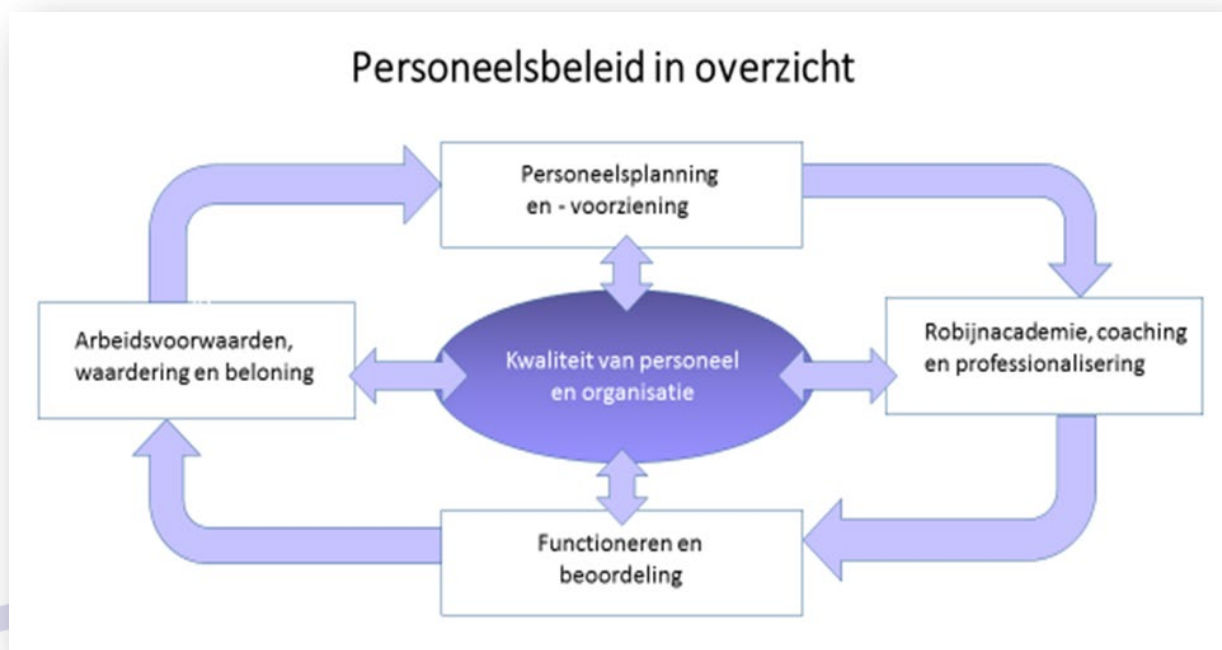 Personeelsbeleid in overzicht
Personeelsplanning
en - voorziening
Arbeidsvoorwaarden,
waardering en beloning
Kwaliteit van personeel
en organisatie
Robijnacademie, coaching
en professionalisering
Functioneren en
beoordeling